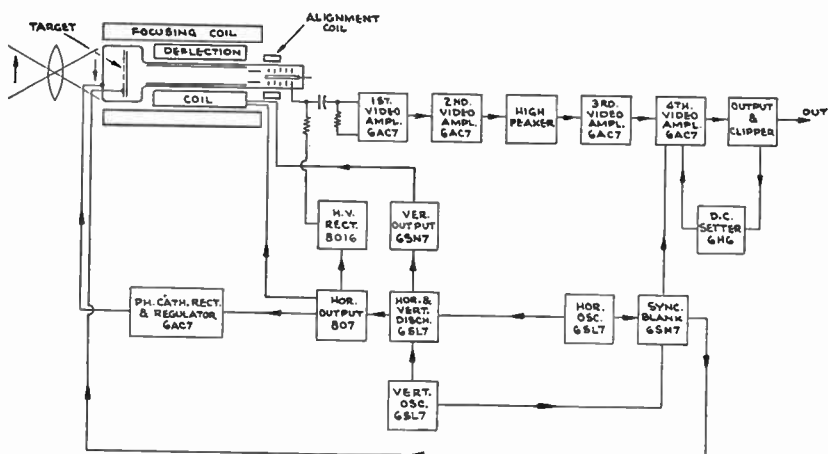 TARGET
FOCUSING COIL
ALIGNMENT
COIL
DEFLECTION
COIL
1ST.
VIDEO
AMPL.
6AC7
2ND.
VIDEO
AMPL.
6AC7
HIGH
PEAKER
3RD.
VIDEO
AMPL.
6AC7
4TH.
VIDEO
AMPL.
6AC7
OUTPUT
&
CLIPPER
OUT
D.C.
SETTER
6H6
H.V.
RECT.
8016
VER.
OUTPUT
6SN7
PH. CATH. RECT.
& REGULATOR
6AC7
HOR.
OUTPUT
807
HOR. &
VERT.
DISCH.
6SL7
HOR.
OSC.
6SL7
SYNC.
BLANK
6SN7
VERT.
OSC.
6SL7